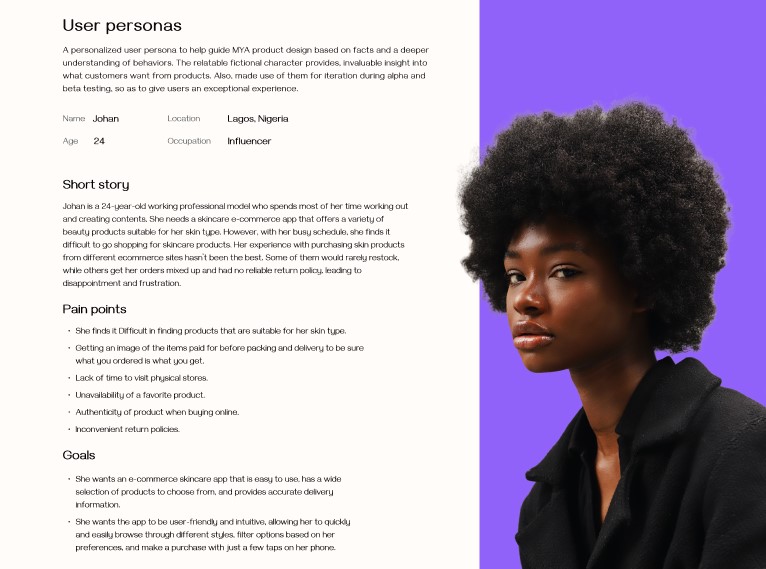 User personas
A personalized user persona to help guide MYA product design based on facts and a deeper
understanding of behaviors. The relatable fictional character provides, invaluable insight into
what customers want from products. Also, made use of them for iteration during alpha and
beta testing, so as to give users an exceptional experience.
Name Johan Location Lagos, Nigeria
Age 24 Occupation Influencer
Short story
Johan is a 24-year-old working professional model who spends most of her time working out
and creating contents. She needs a skincare e-commerce app that offers a variety of
beauty products suitable for her skin type. However, with her busy schedule, she finds it
difficult to go shopping for skincare products. Her experience with purchasing skin products
from different ecommerce sites hasn't been the best. Some of them would rarely restock,
while others get her orders mixed up and had no reliable return policy, leading to
disappointment and frustration.
Pain points
• She finds it Difficult in finding products that are suitable for her skin type.
• Getting an image of the items paid for before packing and delivery to be sure
what you ordered is what you get.
• Lack of time to visit physical stores.
• Unavailability of a favorite product.
• Authenticity of product when buying online.
• Inconvenient return policies.
Goals
• She wants an e-commerce skincare app that is easy to use, has a wide
selection of products to choose from, and provides accurate delivery
information.
• She wants the app to be user-friendly and intuitive, allowing her to quickly
and easily browse through different styles, filter options based on her
preferences, and make a purchase with just a few taps on her phone.